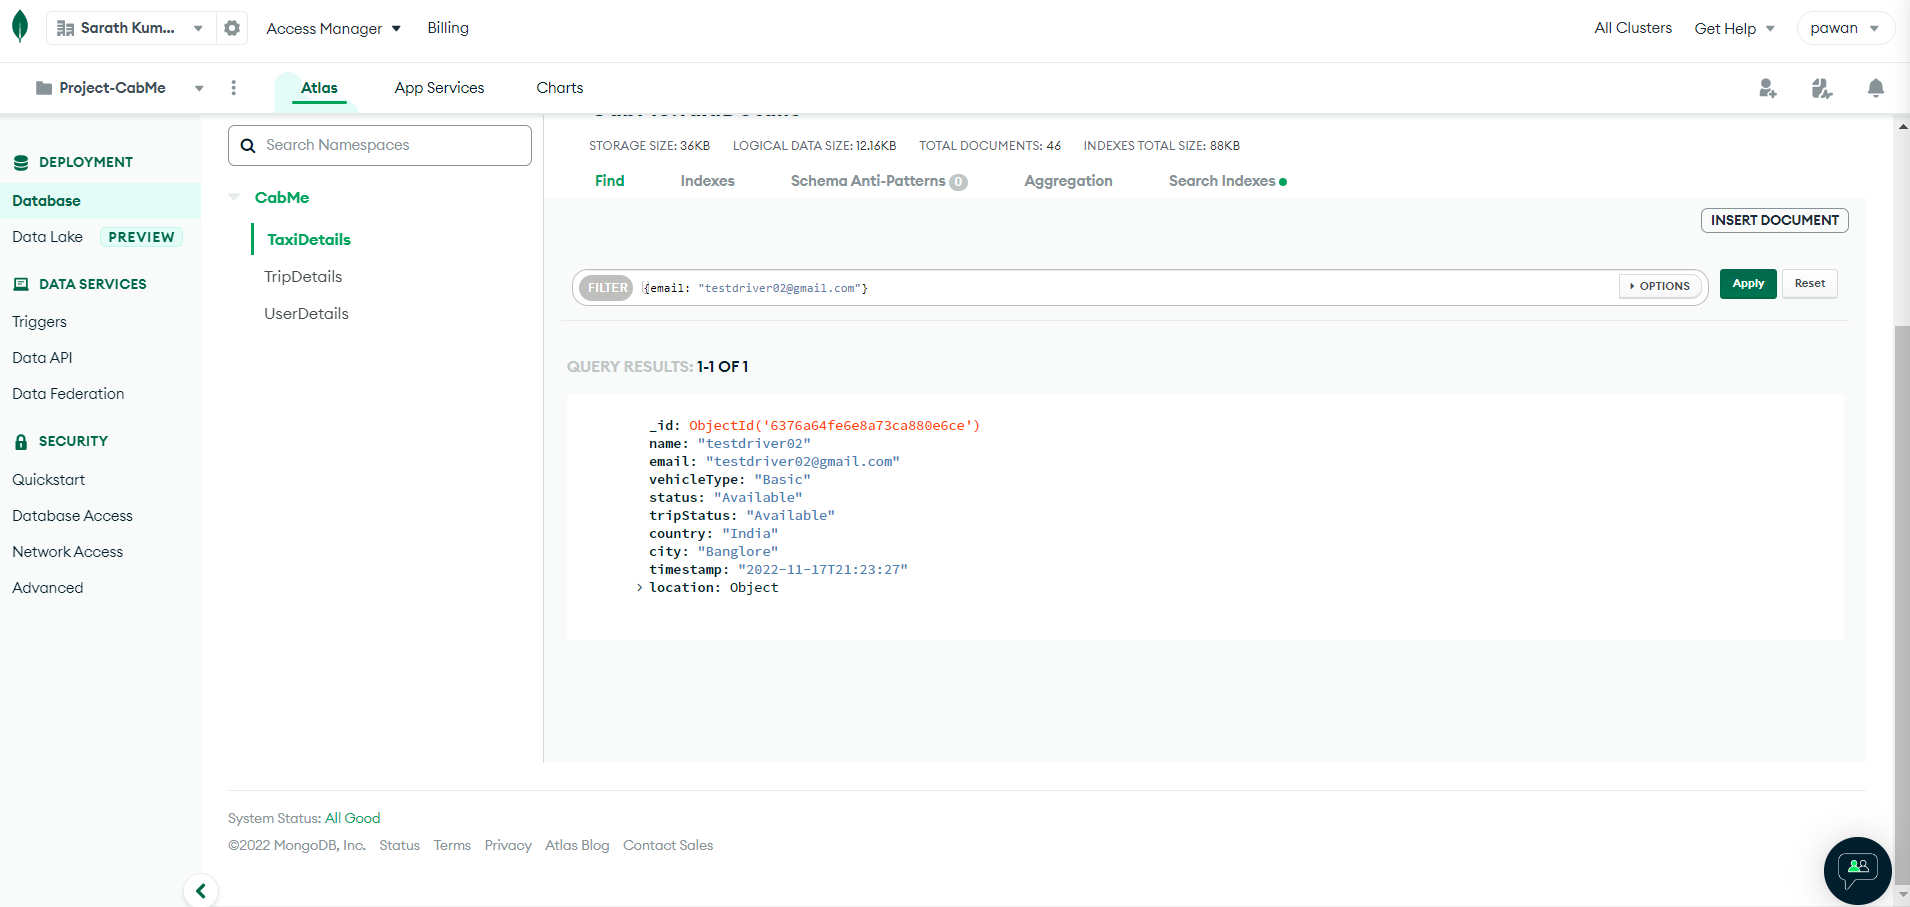 Sarath Kum...
Access Manager
Billing
All Clusters
Get Help
pawan
Project-CabMe
Atlas
App Services
Charts
DEPLOYMENT
Database
Data Lake PREVIEW
DATA SERVICES
Triggers
Data API
Data Federation
SECURITY
Quickstart
Database Access
Network Access
Advanced
Search Namespaces
CabMe
TaxiDetails
TripDetails
UserDetails
STORAGE SIZE: 36KB LOGICAL DATA SIZE: 12.16KB TOTAL DOCUMENTS: 46 INDEXES TOTAL SIZE: 88KB
Find Indexes Schema Anti-Patterns 0 Aggregation Search Indexes
INSERT DOCUMENT
FILTER {email: "testdriver02@gmail.com"} OPTIONS Apply Reset
QUERY RESULTS: 1-1 OF 1
_id: ObjectId('6376a64fe6e8a73ca880e6ce')
name: "testdriver02"
email: "testdriver02@gmail.com"
vehicleType: "Basic"
status: "Available"
tripStatus: "Available"
country: "India"
city: "Banglore"
timestamp: "2022-11-17T21:23:27"
location: Object
System Status: All Good
©2022 MongoDB, Inc. Status Terms Privacy Atlas Blog Contact Sales